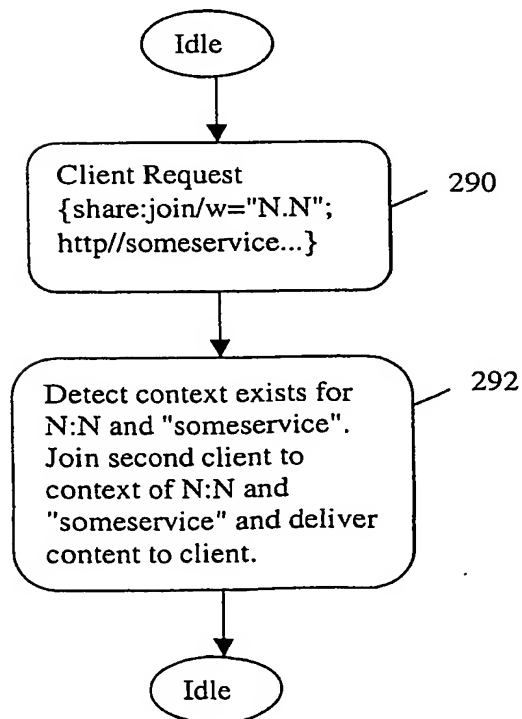 Idle
Client Request
{share:join/w="N.N";
http//someservice...}
290
Detect context exists for
N:N and "someservice".
Join second client to
context of N:N and
"someservice" and deliver
content to client.
292
Idle